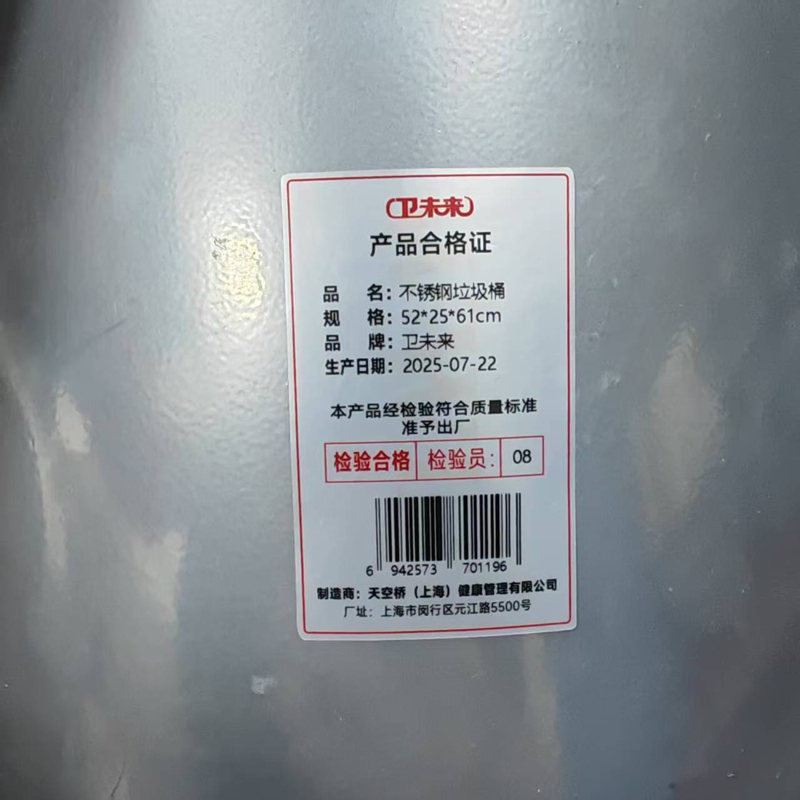 卫未来
产品合格证
品 名：不锈钢垃圾桶
规 格：52*25*61cm
品 牌：卫未来
生产日期：2025-07-22
本产品经检验符合质量标准
准予出厂
检验合格 检验员： 08
6 942573 701196
制造商：天空桥（上海）健康管理有限公司
厂址：上海市闵行区元江路5500号